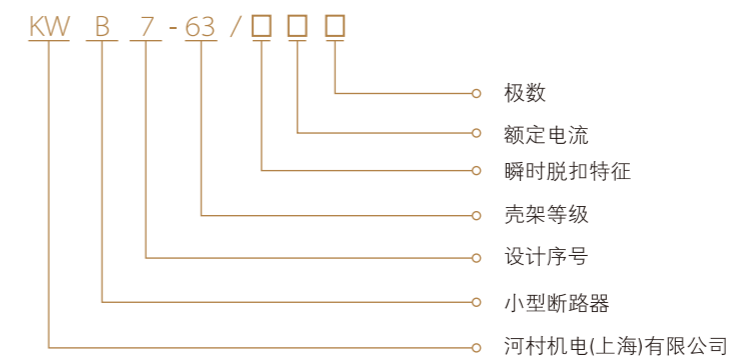 KW B 7 - 63 / □ □ □
极数
额定电流
瞬时脱扣特征
壳架等级
设计序号
小型断路器
河村机电(上海)有限公司